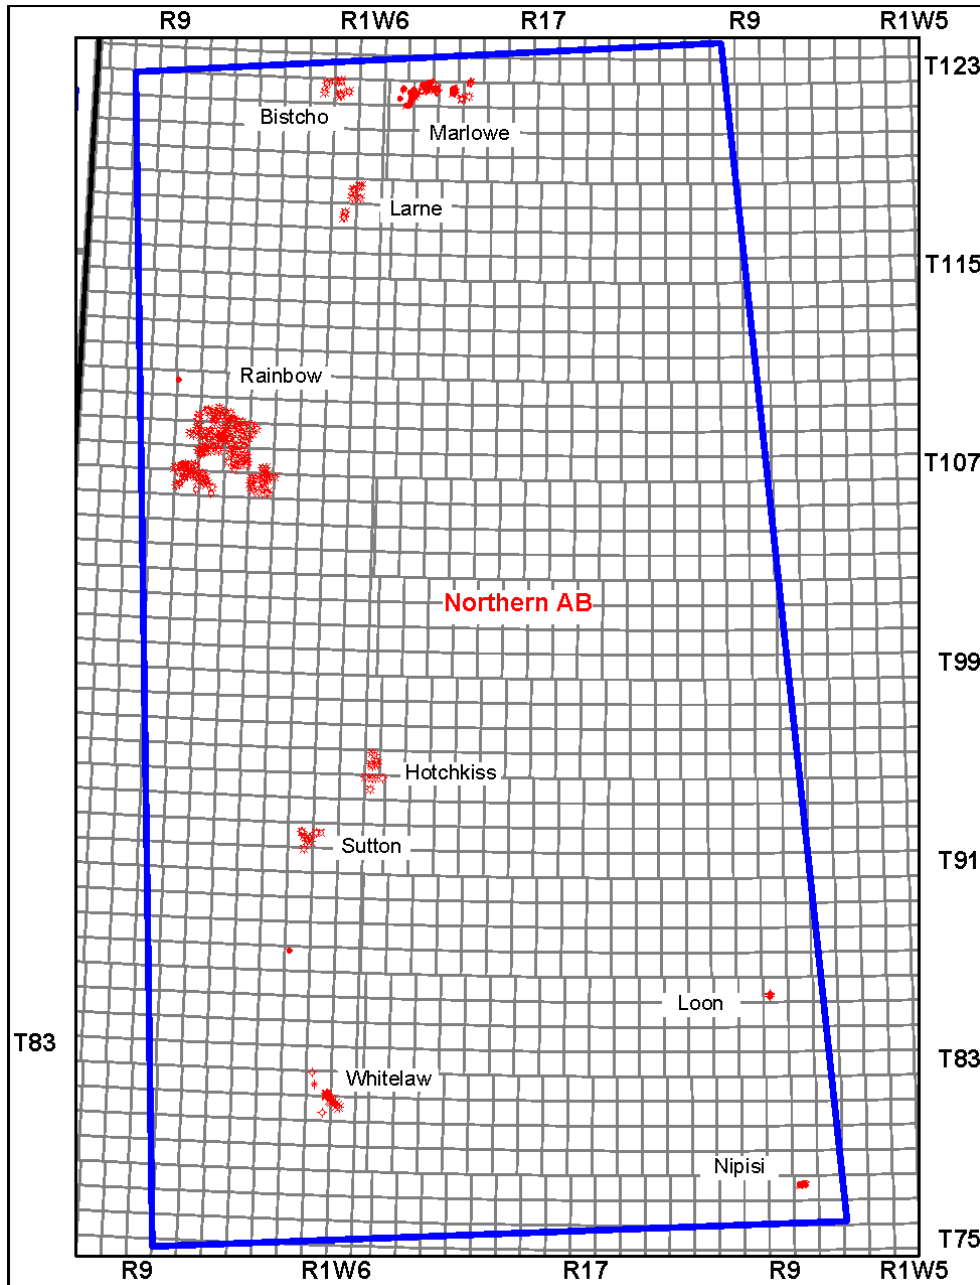 R9 R1W6 R17 R9 R1W5
T123
Bistcho
Marlowe
Larne
T115
Rainbow
T107
Northern AB
T99
Hotchkiss
Sutton
T91
Loon
T83
T83
Whitelaw
Nipisi
T75
R9 R1W6 R17 R9 R1W5